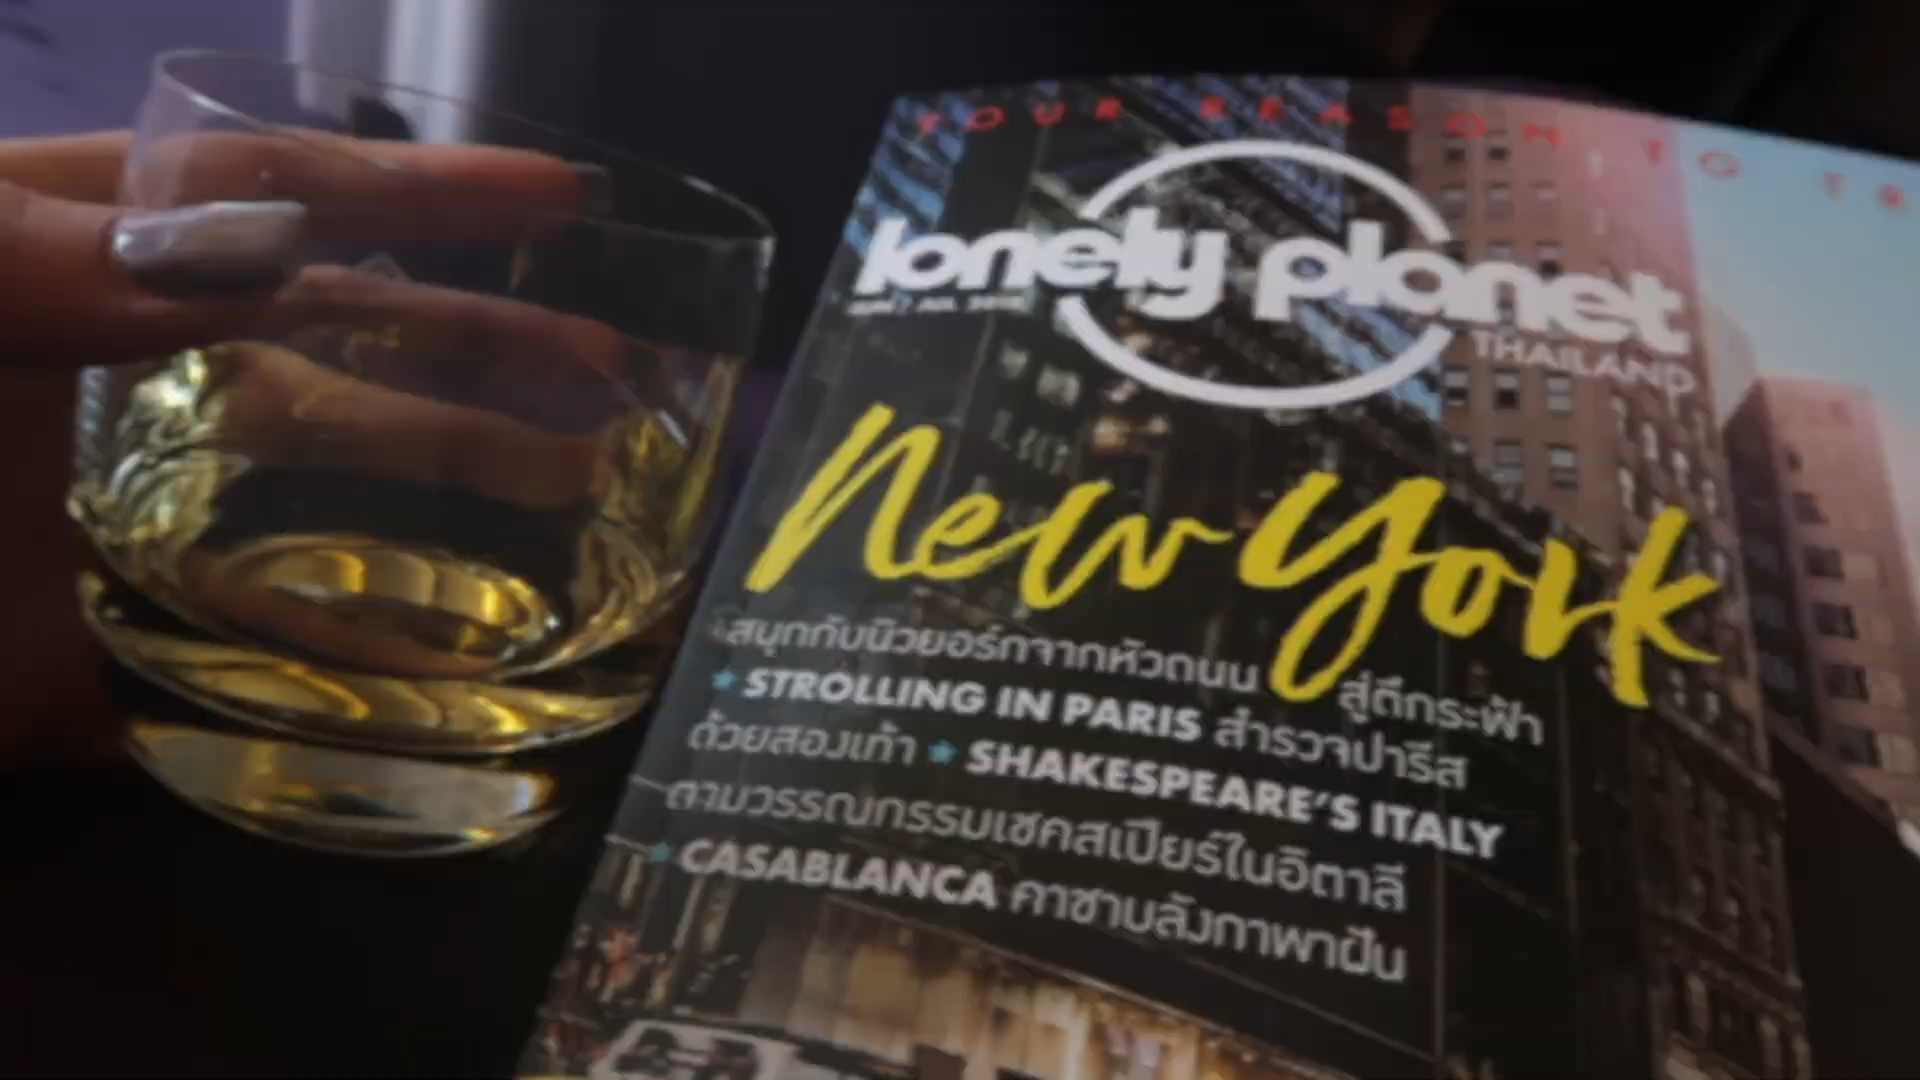 YOUR REASON TO TR
lonely planet
THAILAND
New York
สนุกกับนิวยอร์กจากหัวถนน สู่ตึกระฟ้า
★ STROLLING IN PARIS สำรวจปารีส
ด้วยสองเท้า ★ SHAKESPEARE'S ITALY
ตามวรรณกรรมเชคสเปียร์ในอิตาลี
★ CASABLANCA คาซาบลังกาพาฝัน